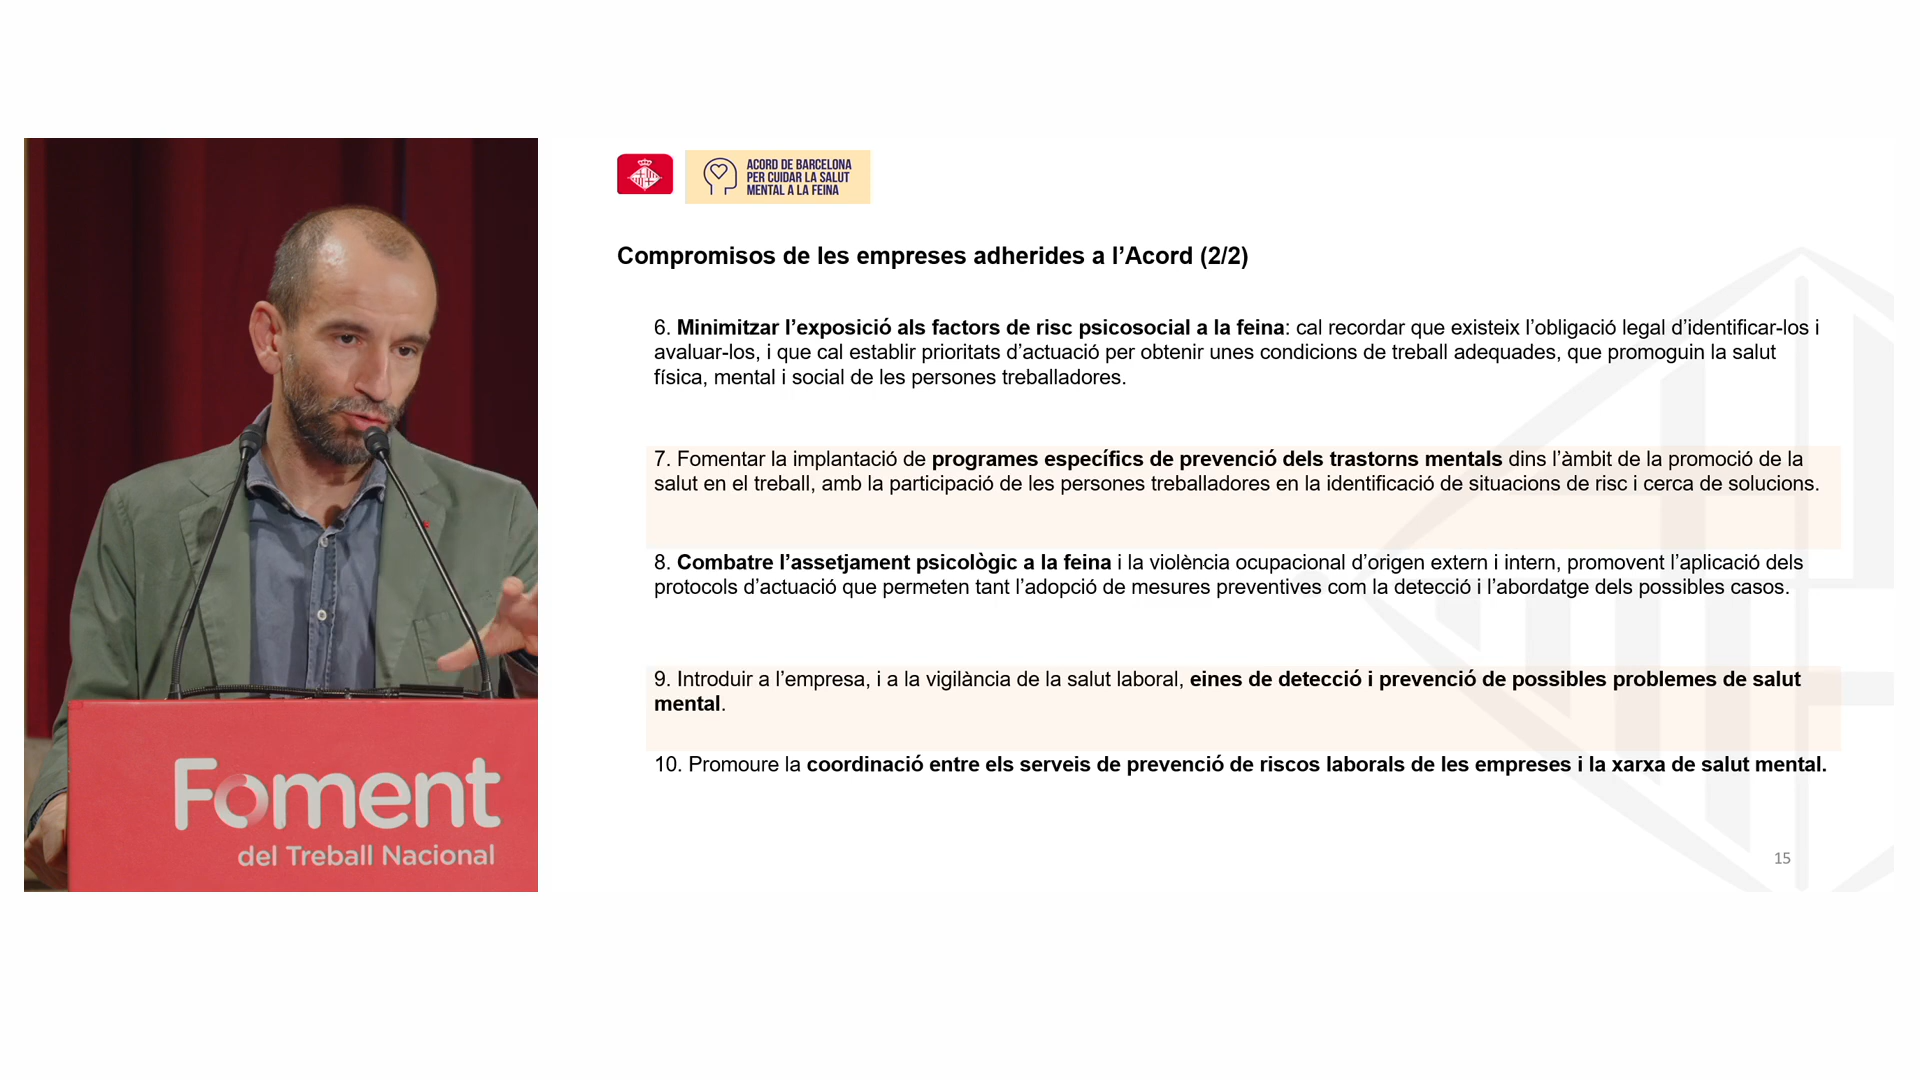 ACORD DE BARCELONA
PER CUIDAR LA SALUT
MENTAL A LA FEINA
Compromisos de les empreses adherides a l’Acord (2/2)
6. Minimitzar l’exposició als factors de risc psicosocial a la feina: cal recordar que existeix l’obligació legal d’identificar-los i
avaluar-los, i que cal establir prioritats d’actuació per obtenir unes condicions de treball adequades, que promoguin la salut
física, mental i social de les persones treballadores.
7. Fomentar la implantació de programes específics de prevenció dels trastorns mentals dins l’àmbit de la promoció de la
salut en el treball, amb la participació de les persones treballadores en la identificació de situacions de risc i cerca de solucions.
8. Combatre l’assetjament psicològic a la feina i la violència ocupacional d’origen extern i intern, promovent l’aplicació dels
protocols d’actuació que permeten tant l’adopció de mesures preventives com la detecció i l’abordatge dels possibles casos.
9. Introduir a l’empresa, i a la vigilància de la salut laboral, eines de detecció i prevenció de possibles problemes de salut
mental.
10. Promoure la coordinació entre els serveis de prevenció de riscos laborals de les empreses i la xarxa de salut mental.
15
Foment
del Treball Nacional